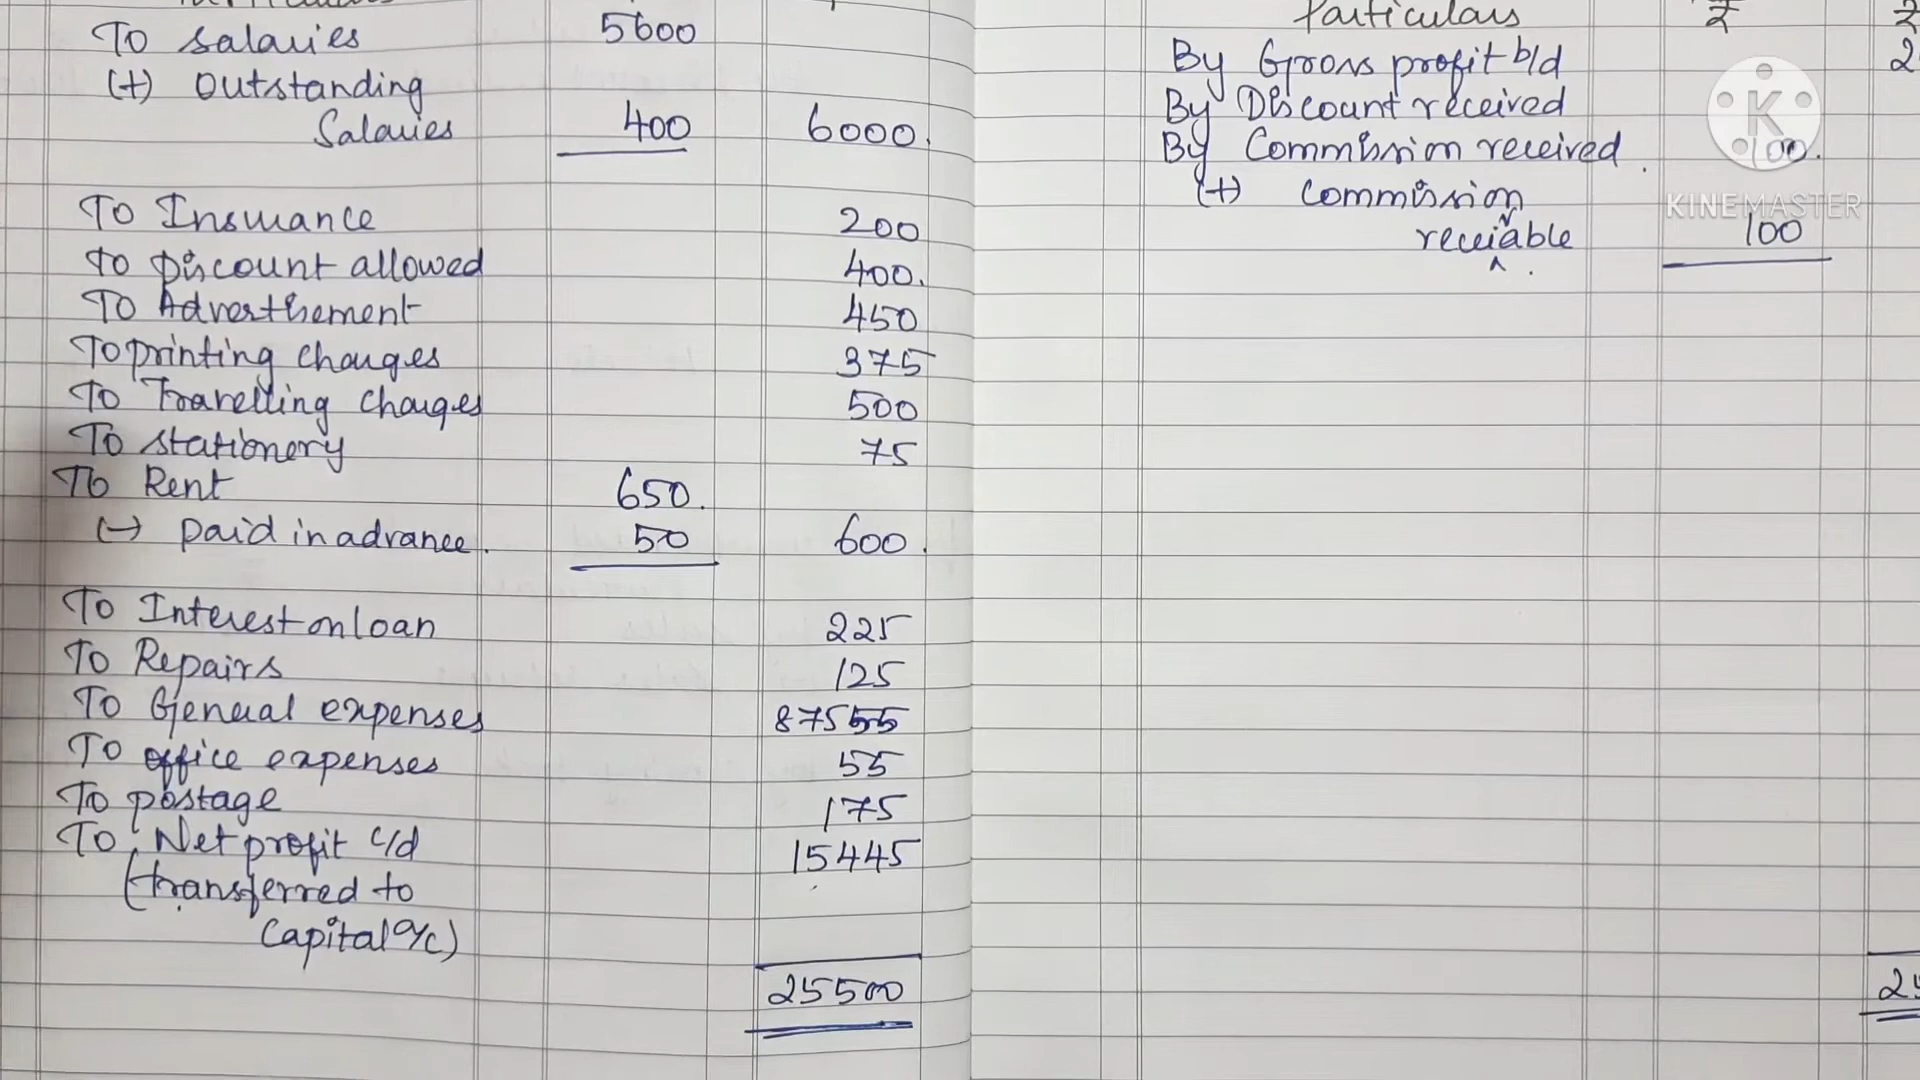 To Salaries 5600
(+) Outstanding
Salaries 400 6000.
To Insurance 200
To Discount allowed 400.
To Advertisement 450
To printing charges 375
To Travelling charges 500
To stationery 75
To Rent 650.
(-) paid in advance. 50 600.
To Interest on loan 225
To Repairs 125
To General expenses 875
To office expenses 55
To postage 175
To Net profit c/d 15445
(transferred to
Capital a/c)
25500
Particulars ₹ ₹
By Gross profit b/d 2
By Discount received
By Commission received. 100.
(+) Commission
receivable 100
25
K
KINEMASTER